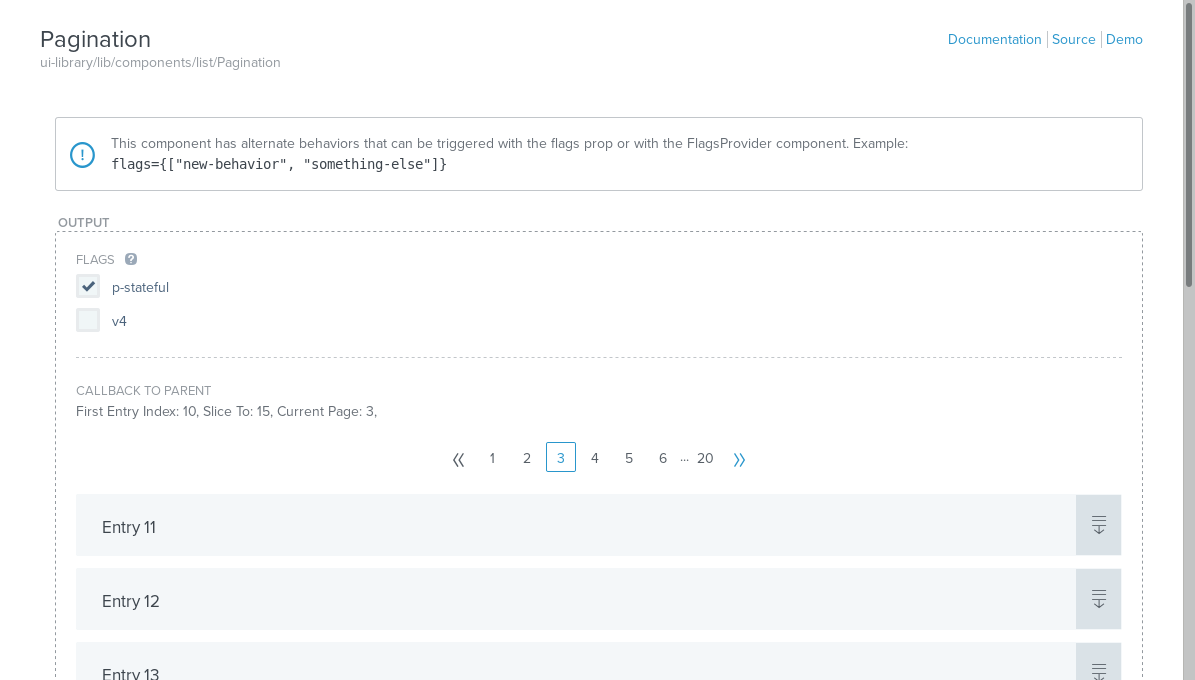 Pagination
Documentation Source Demo
ui-library/lib/components/list/Pagination
This component has alternate behaviors that can be triggered with the flags prop or with the FlagsProvider component. Example:
flags={["new-behavior", "something-else"]}
OUTPUT
FLAGS ?
p-stateful
v4
CALLBACK TO PARENT
First Entry Index: 10, Slice To: 15, Current Page: 3,
« 1 2 3 4 5 6 ... 20 »
Entry 11
Entry 12
Entry 13